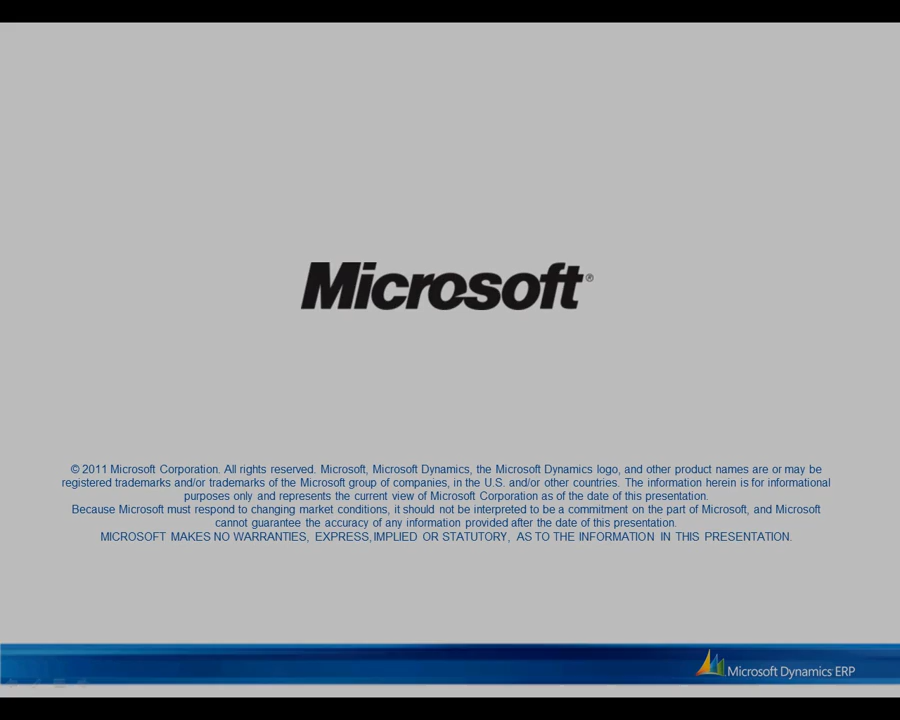 Microsoft®
© 2011 Microsoft Corporation. All rights reserved. Microsoft, Microsoft Dynamics, the Microsoft Dynamics logo, and other product names are or may be
registered trademarks and/or trademarks of the Microsoft group of companies, in the U.S. and/or other countries. The information herein is for informational
purposes only and represents the current view of Microsoft Corporation as of the date of this presentation.
Because Microsoft must respond to changing market conditions, it should not be interpreted to be a commitment on the part of Microsoft, and Microsoft
cannot guarantee the accuracy of any information provided after the date of this presentation.
MICROSOFT MAKES NO WARRANTIES, EXPRESS, IMPLIED OR STATUTORY, AS TO THE INFORMATION IN THIS PRESENTATION.
Microsoft Dynamics ERP